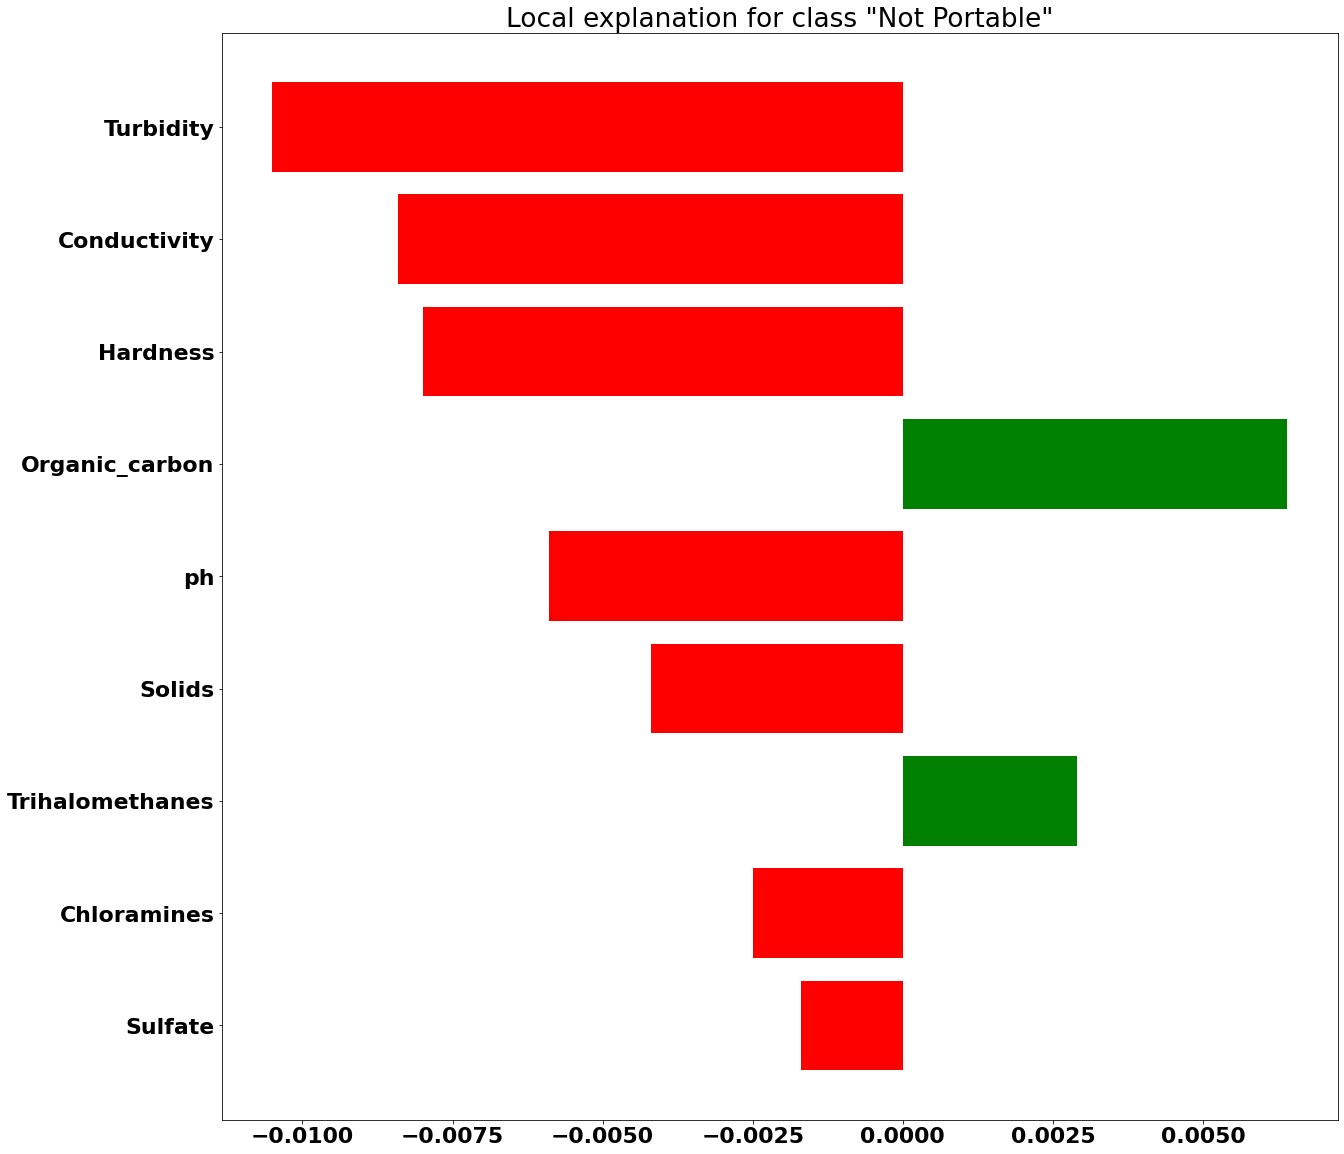 Local explanation for class "Not Portable"
Turbidity
Conductivity
Hardness
Organic_carbon
ph
Solids
Trihalomethanes
Chloramines
Sulfate
−0.0100 −0.0075 −0.0050 −0.0025 0.0000 0.0025 0.0050